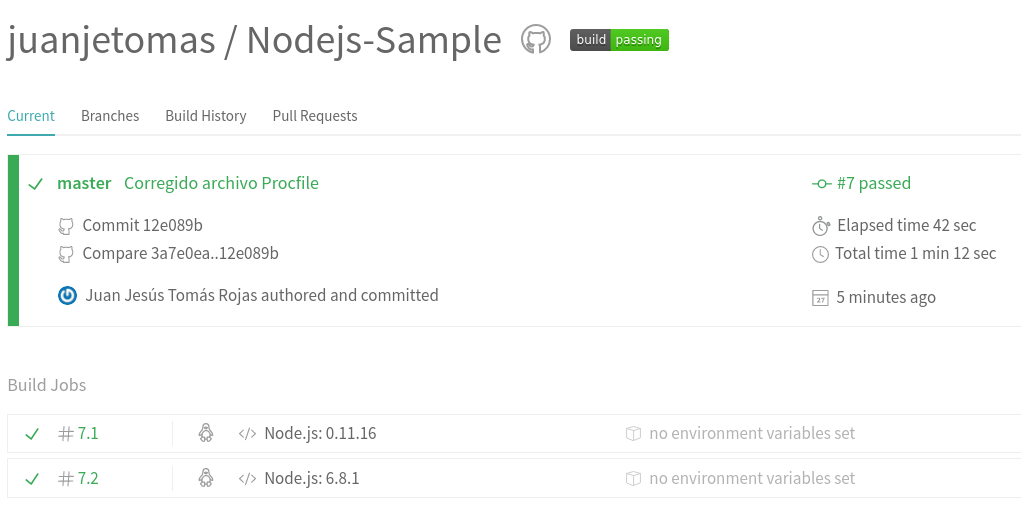 juanjetomas / Nodejs-Sample build passing
Current Branches Build History Pull Requests
master Corregido archivo Procfile #7 passed
Commit 12e089b Elapsed time 42 sec
Compare 3a7e0ea..12e089b Total time 1 min 12 sec
Juan Jesús Tomás Rojas authored and committed 27 5 minutes ago
Build Jobs
# 7.1 </> Node.js: 0.11.16 no environment variables set
# 7.2 </> Node.js: 6.8.1 no environment variables set